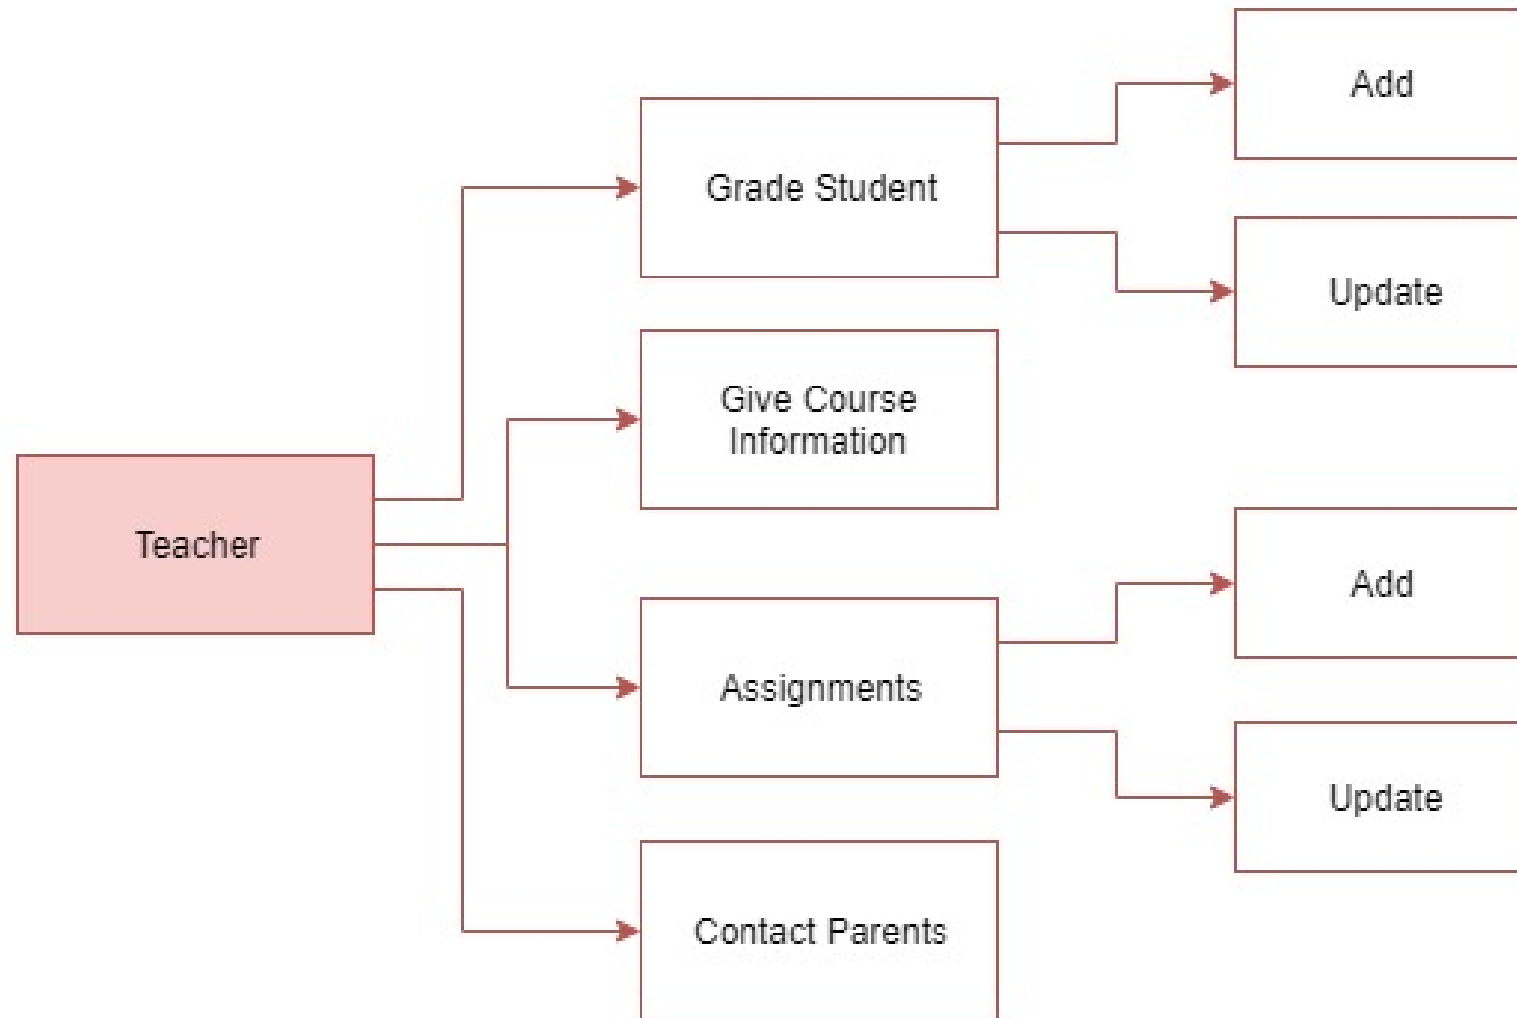 Teacher
Grade Student
Add
Update
Give Course
Information
Assignments
Add
Update
Contact Parents